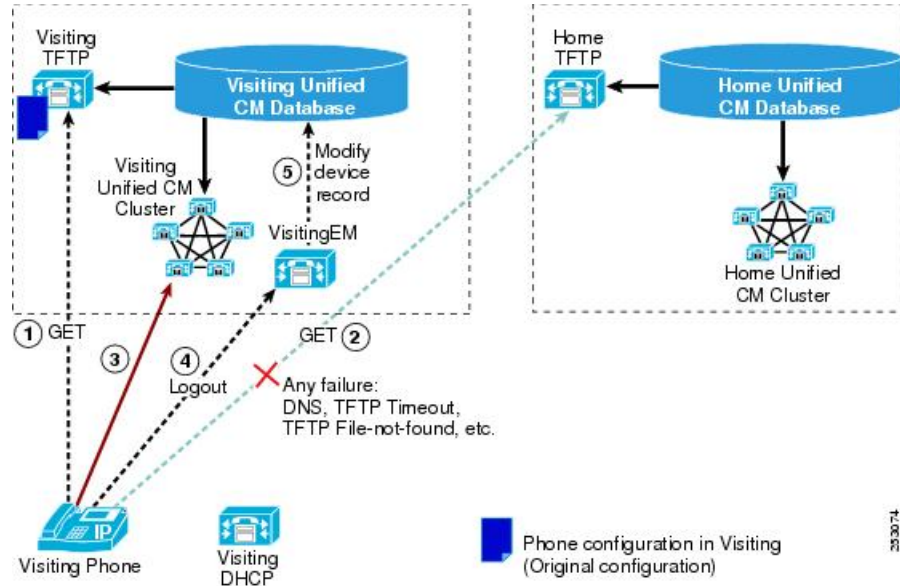 Visiting
TFTP
Visiting Unified
CM Database
Home
TFTP
Home Unified
CM Database
Visiting
Unified CM
Cluster
5
Modify
device
record
VisitingEM
Home Unified
CM Cluster
1 GET
3
4
Logout
GET 2
Any failure:
DNS, TFTP Timeout,
TFTP File-not-found, etc.
IP
Visiting Phone
Visiting
DHCP
Phone configuration in Visiting
(Original configuration)
253074